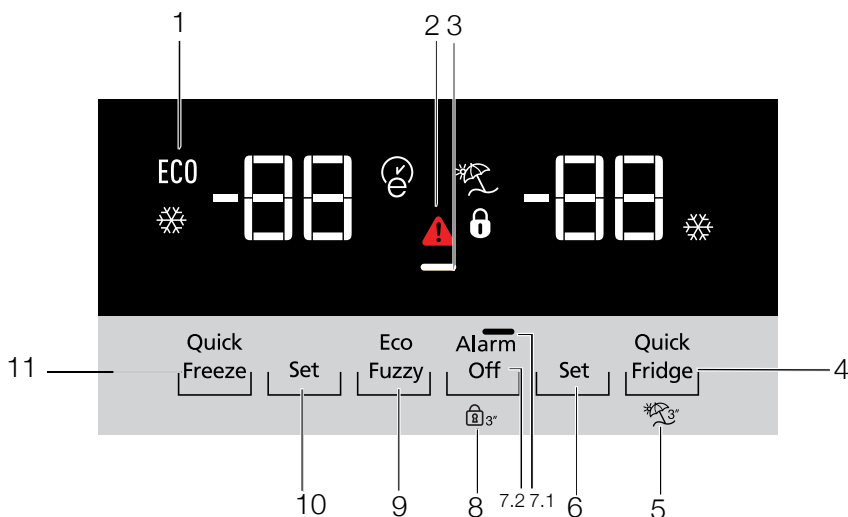 1 2 3
ECO -88 e -88
Quick Eco Alarm Quick
11 Freeze Set Fuzzy Off Set Fridge 4
3" 3"
10 9 8 7.2 7.1 6 5